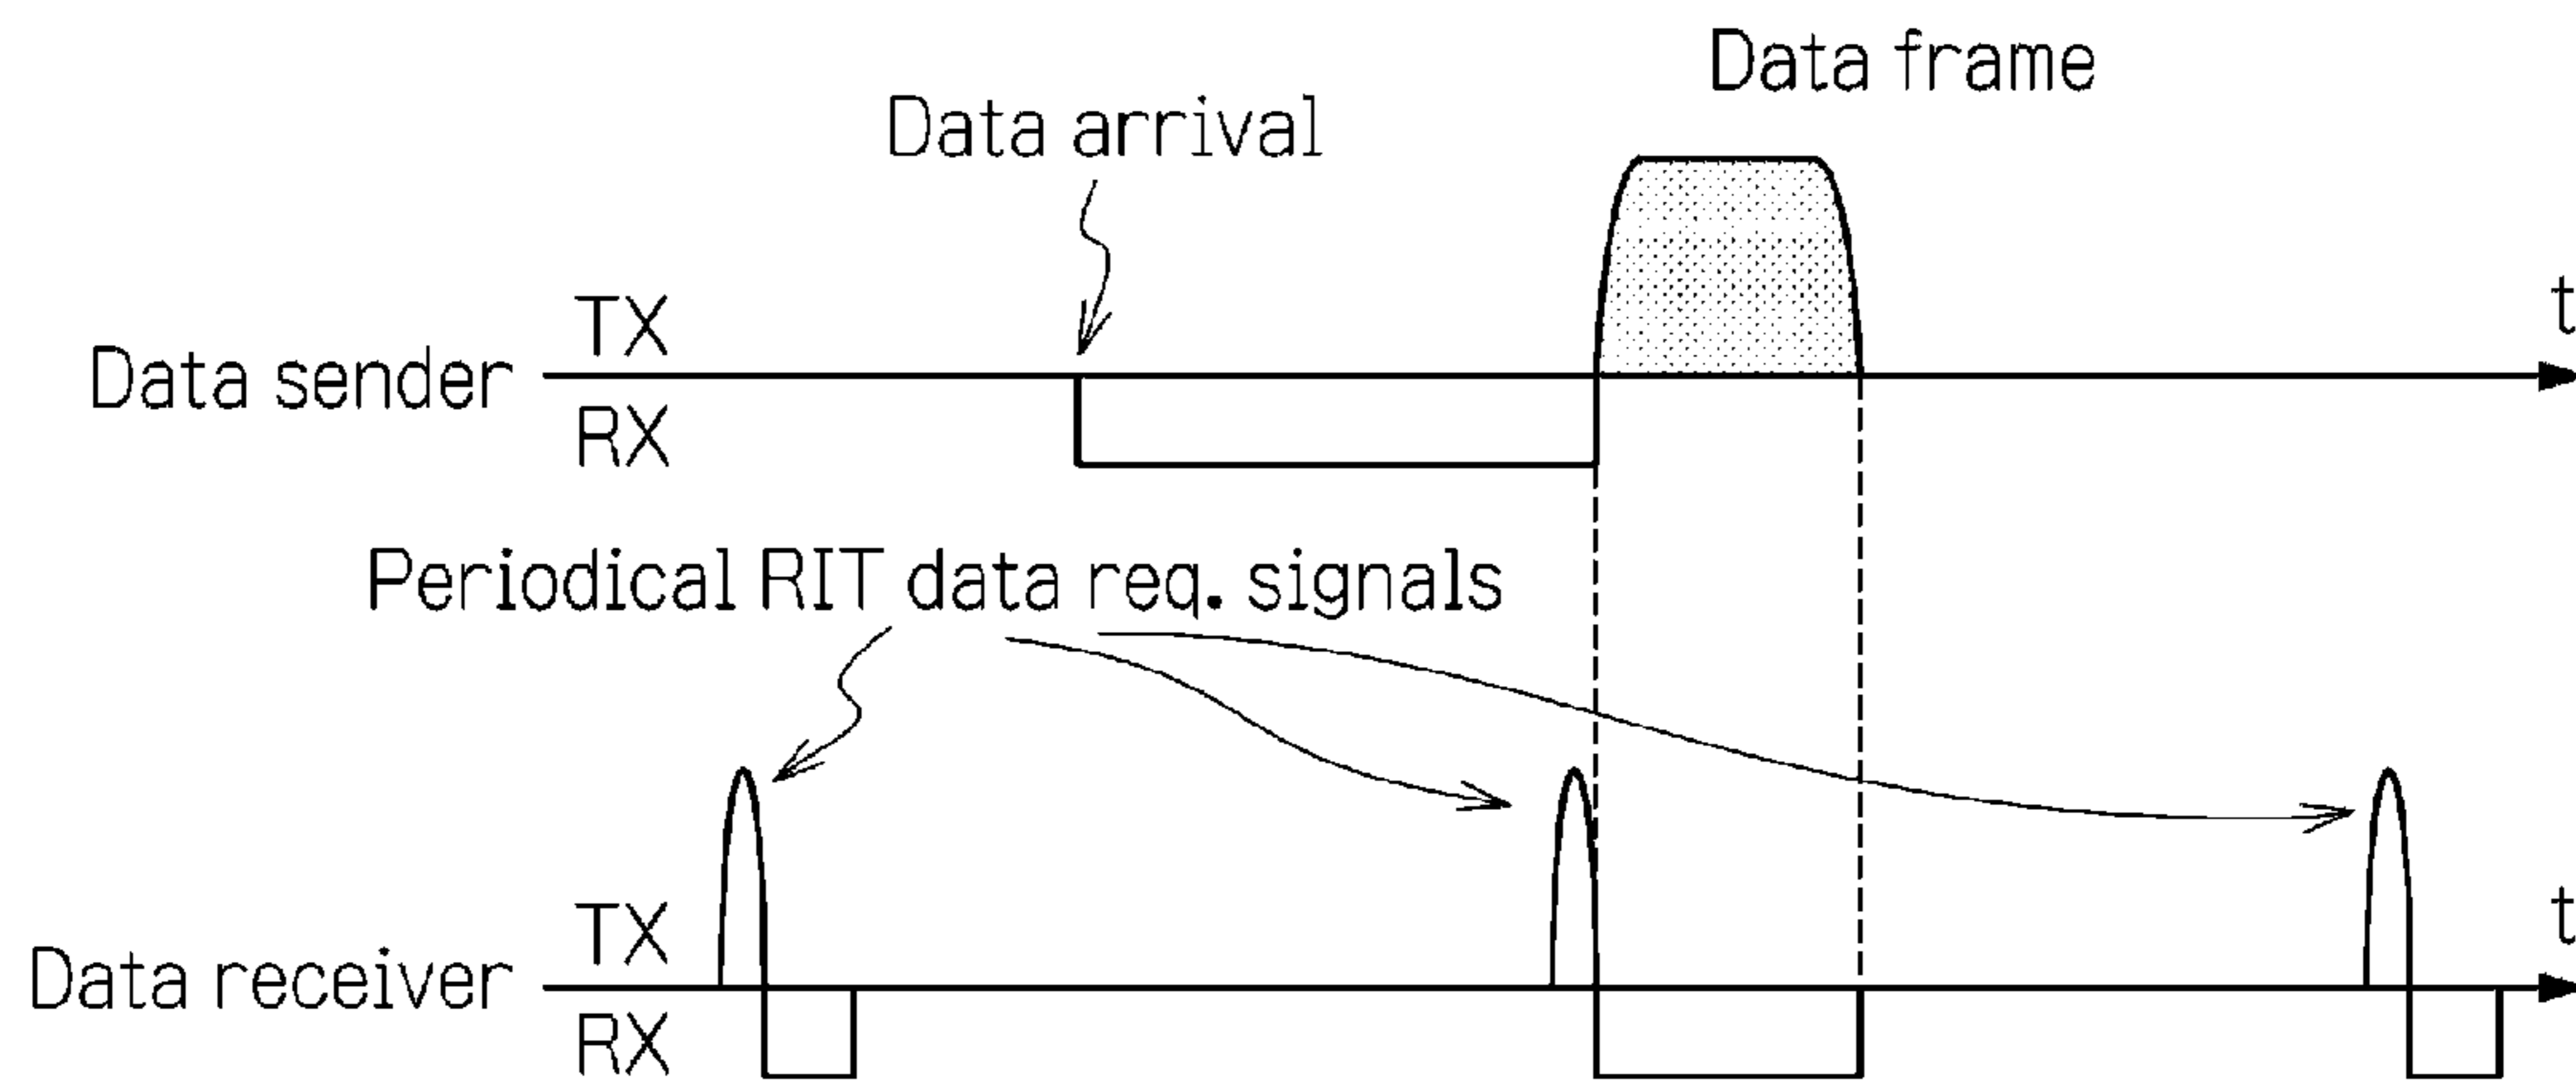 Data frame
Data arrival
TX
t
Data sender
RX
Periodical RIT data req. signals
TX
t
Data receiver
RX